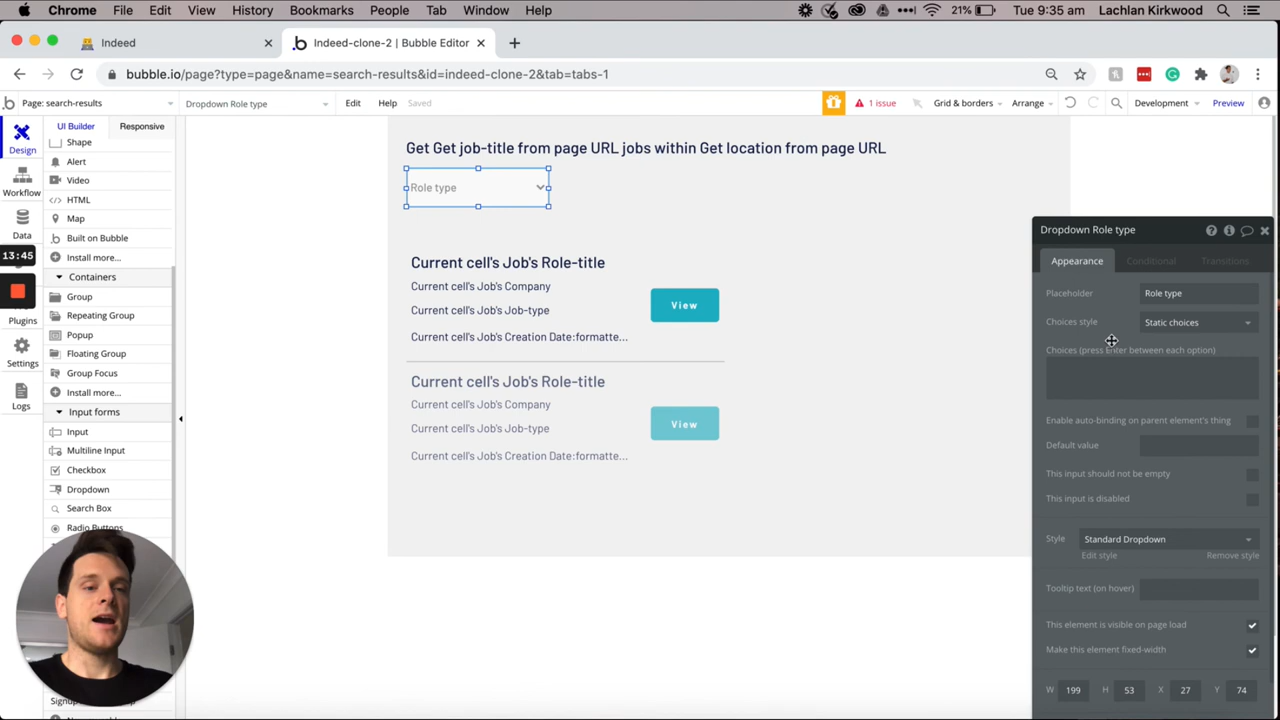 Chrome File Edit View History Bookmarks People Tab Window Help 21% Tue 9:35 am Lachlan Kirkwood
Indeed
Indeed-clone-2 | Bubble Editor
bubble.io/page?type=page&name=search-results&id=indeed-clone-2&tab=tabs-1
Page: search-results Dropdown Role type Edit Help Saved 1 issue Grid & borders Arrange Development Preview
Design
Workflow
Data
13:45
Plugins
Settings
Logs
UI Builder Responsive
Shape
Alert
Video
HTML
Map
Built on Bubble
Install more...
Containers
Group
Repeating Group
Popup
Floating Group
Group Focus
Install more...
Input forms
Input
Multiline Input
Checkbox
Dropdown
Search Box
Radio Buttons
Get Get job-title from page URL jobs within Get location from page URL
Role type
Current cell's Job's Role-title
Current cell's Job's Company
Current cell's Job's Job-type
Current cell's Job's Creation Date:formatte...
View
Current cell's Job's Role-title
Current cell's Job's Company
Current cell's Job's Job-type
Current cell's Job's Creation Date:formatte...
View
Dropdown Role type
Appearance Conditional Transitions
Placeholder Role type
Choices style Static choices
Choices (press Enter between each option)
Enable auto-binding on parent element's thing
Default value
This input should not be empty
This input is disabled
Style Standard Dropdown
Edit style Remove style
Tooltip text (on hover)
This element is visible on page load
Make this element fixed-width
W 199 H 53 X 27 Y 74